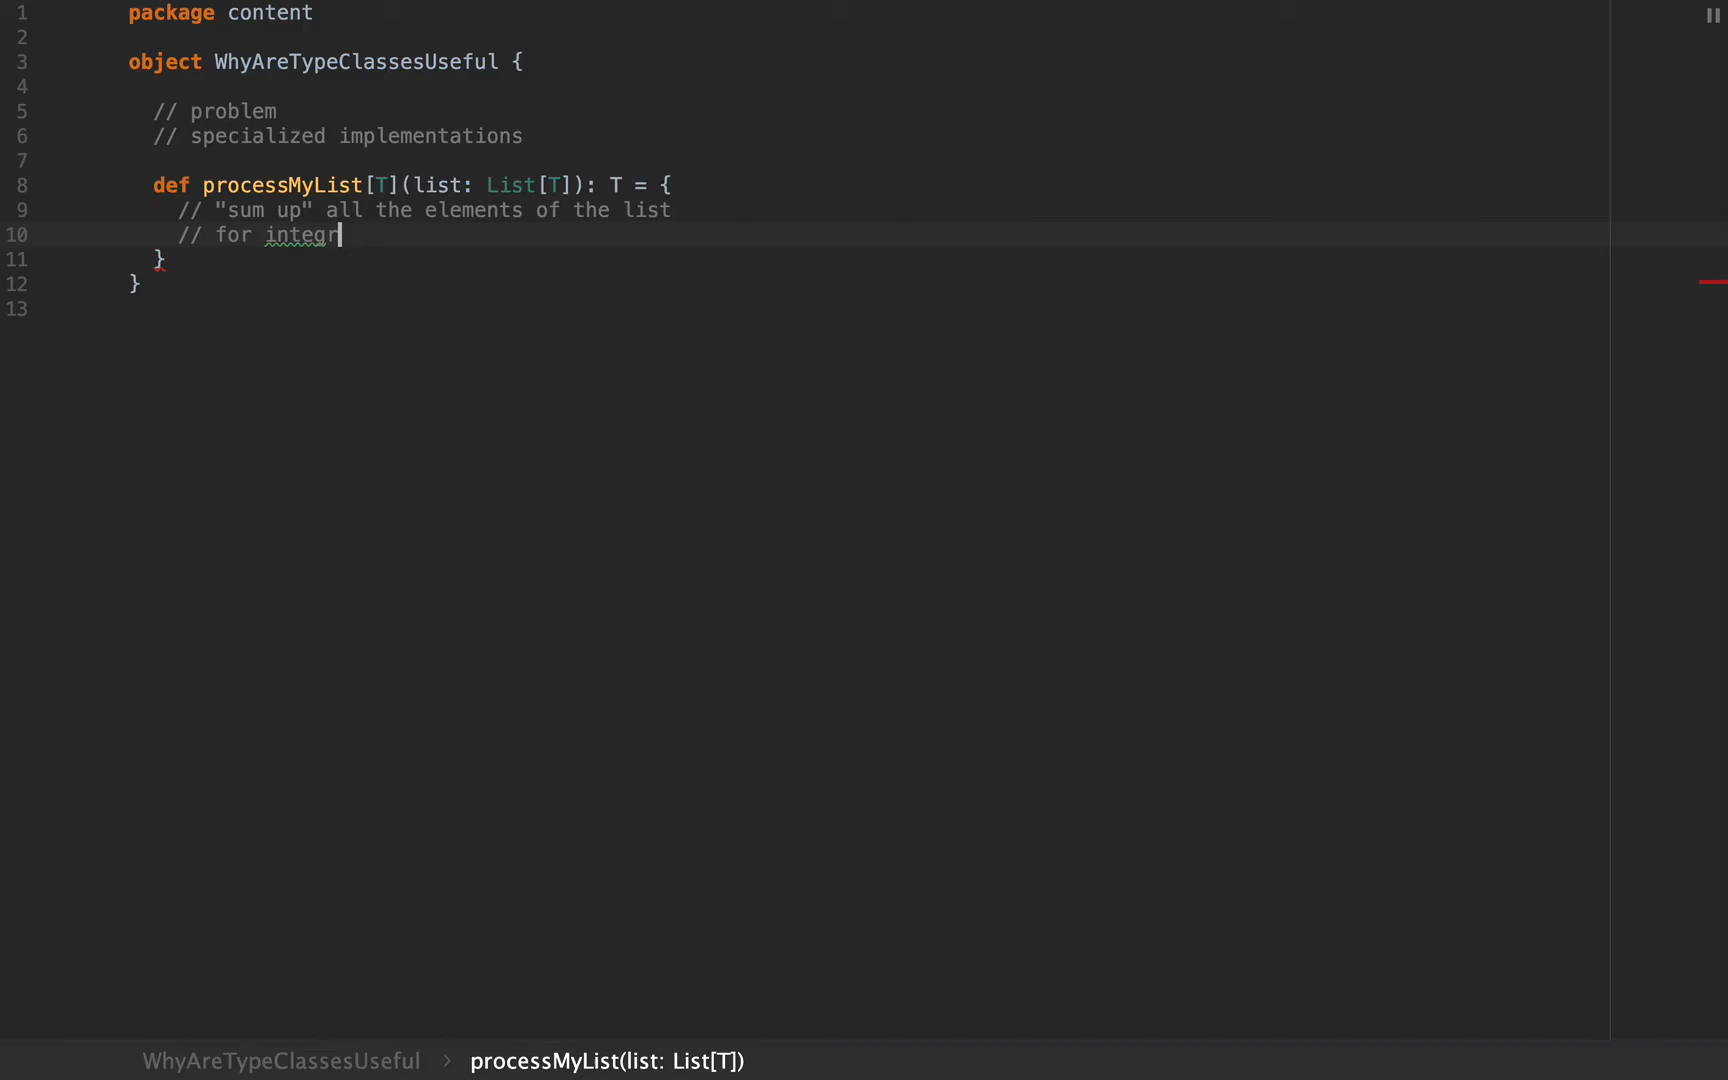 1 package content
2
3 object WhyAreTypeClassesUseful {
4
5 // problem
6 // specialized implementations
7
8 def processMyList[T](list: List[T]): T = {
9 // "sum up" all the elements of the list
10 // for integr
11 }
12 }
13
WhyAreTypeClassesUseful > processMyList(list: List[T])